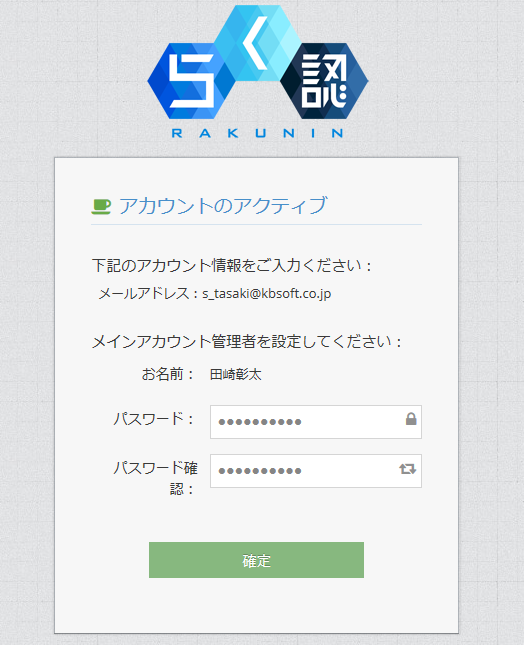 らく認
RAKUNIN
アカウントのアクティブ
下記のアカウント情報をご入力ください：
メールアドレス：s_tasaki@kbsoft.co.jp
メインアカウント管理者を設定してください：
お名前： 田崎彰太
パスワード： ●●●●●●●●●●
パスワード確 ●●●●●●●●●●
認：
確定